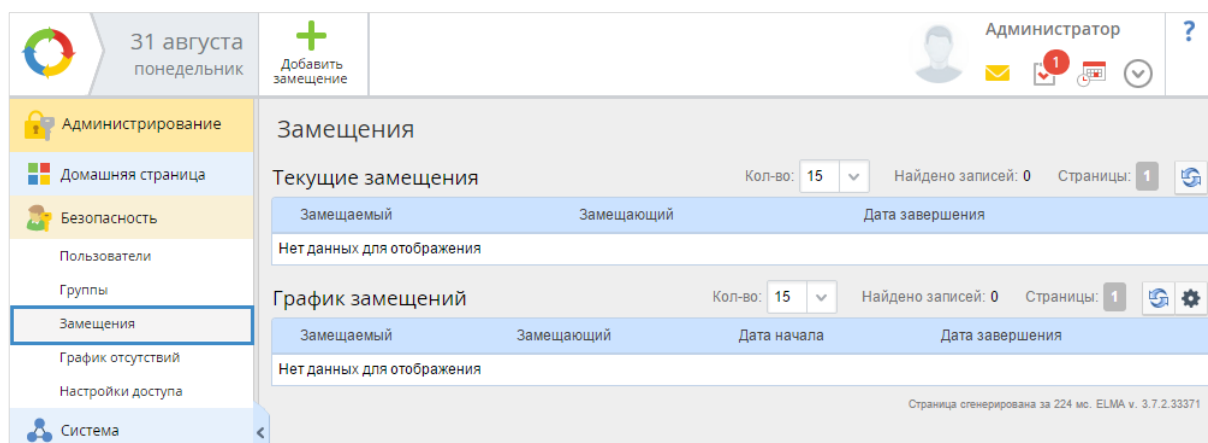 31 августа
понедельник
Добавить
замещение
Администратор
?
1
Администрирование
Домашняя страница
Безопасность
Пользователи
Группы
Замещения
График отсутствий
Настройки доступа
Система
Замещения
Текущие замещения Кол-во: 15 Найдено записей: 0 Страницы: 1
Замещаемый Замещающий Дата завершения
Нет данных для отображения
График замещений Кол-во: 15 Найдено записей: 0 Страницы: 1
Замещаемый Замещающий Дата начала Дата завершения
Нет данных для отображения
Страница сгенерирована за 224 мс. ELMA v. 3.7.2.33371